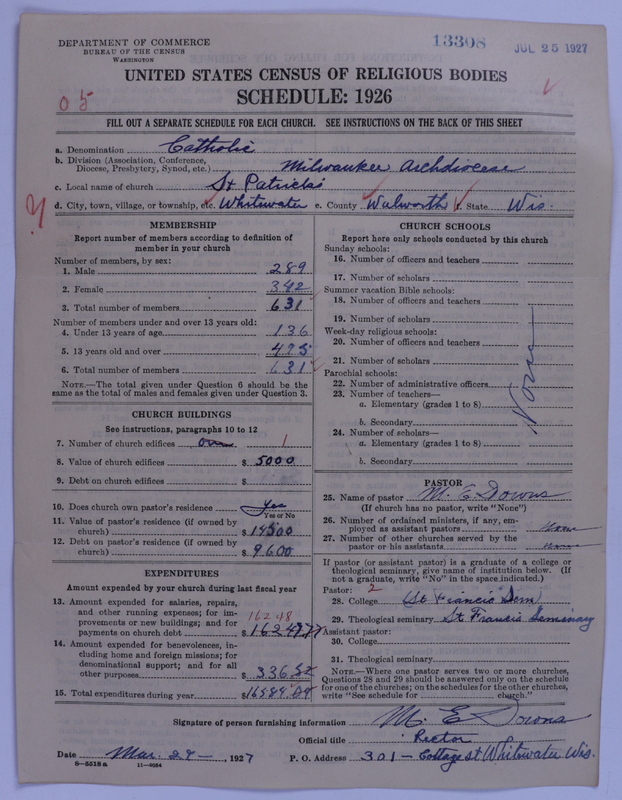 DEPARTMENT OF COMMERCE
BUREAU OF THE CENSUS
WASHINGTON
13308
JUL 25 1927
UNITED STATES CENSUS OF RELIGIOUS BODIES
SCHEDULE: 1926
05
FILL OUT A SEPARATE SCHEDULE FOR EACH CHURCH. SEE INSTRUCTIONS ON THE BACK OF THIS SHEET
a. Denomination Catholic
b. Division (Association, Conference, Diocese, Presbytery, Synod, etc.) Milwaukee Archdiocese
c. Local name of church St Patricks
d. City, town, village, or township, etc. Whitewater e. County Walworth f. State Wis.
MEMBERSHIP
Report number of members according to definition of
member in your church
Number of members, by sex:
1. Male 289
2. Female 342
3. Total number of members 631
Number of members under and over 13 years old:
4. Under 13 years of age 136
5. 13 years old and over 495
6. Total number of members 631
NOTE.—The total given under Question 6 should be
same as the total of males and females given under Question 3.
CHURCH BUILDINGS
See instructions, paragraphs 10 to 12
7. Number of church edifices one 1
8. Value of church edifices $ 5000
9. Debt on church edifices $
10. Does church own pastor's residence yes
Yes or No
11. Value of pastor's residence (if owned by
church) $
12. Debt on pastor's residence (if owned by
church) $ 9600
EXPENDITURES
Amount expended by your church during last fiscal year
13. Amount expended for salaries, repairs,
and other running expenses; for im-
provements or new buildings; and for
payments on church debt $
16248
14. Amount expended for benevolences, in-
cluding home and foreign missions; for
denominational support; and for all
other purposes $ 336.52
15. Total expenditures during year $
CHURCH SCHOOLS
Report here only schools conducted by this church
Sunday schools:
16. Number of officers and teachers
17. Number of scholars
Summer vacation Bible schools:
18. Number of officers and teachers
19. Number of scholars
Week-day religious schools:
20. Number of officers and teachers
21. Number of scholars
Parochial schools:
22. Number of administrative officers
23. Number of teachers—
a. Elementary (grades 1 to 8)
b. Secondary
24. Number of scholars—
a. Elementary (grades 1 to 8)
b. Secondary
None
PASTOR
25. Name of pastor M. E. Downs
(If church has no pastor, write "None")
26. Number of ordained ministers, if any, em-
ployed as assistant pastors none
27. Number of other churches served by the
pastor or his assistants none
If pastor (or assistant pastor) is a graduate of a college or
theological seminary, give name of institution below. (If
not a graduate, write "No" in the space indicated.)
Pastor: 2
28. College St Francis Sem
29. Theological seminary St Francis Seminary
Assistant pastor:
30. College
31. Theological seminary
NOTE.—Where one pastor serves two or more churches,
Questions 28 and 29 should be answered only on the schedule
for one of the churches; on the schedules for the other churches,
write "See schedule for church."
Signature of person furnishing information M. E. Downs
Official title Rector
Date Mar. 29 —, 1927 P. O. Address 301 — Cottage st Whitewater Wis.
8—5518a 11—9054